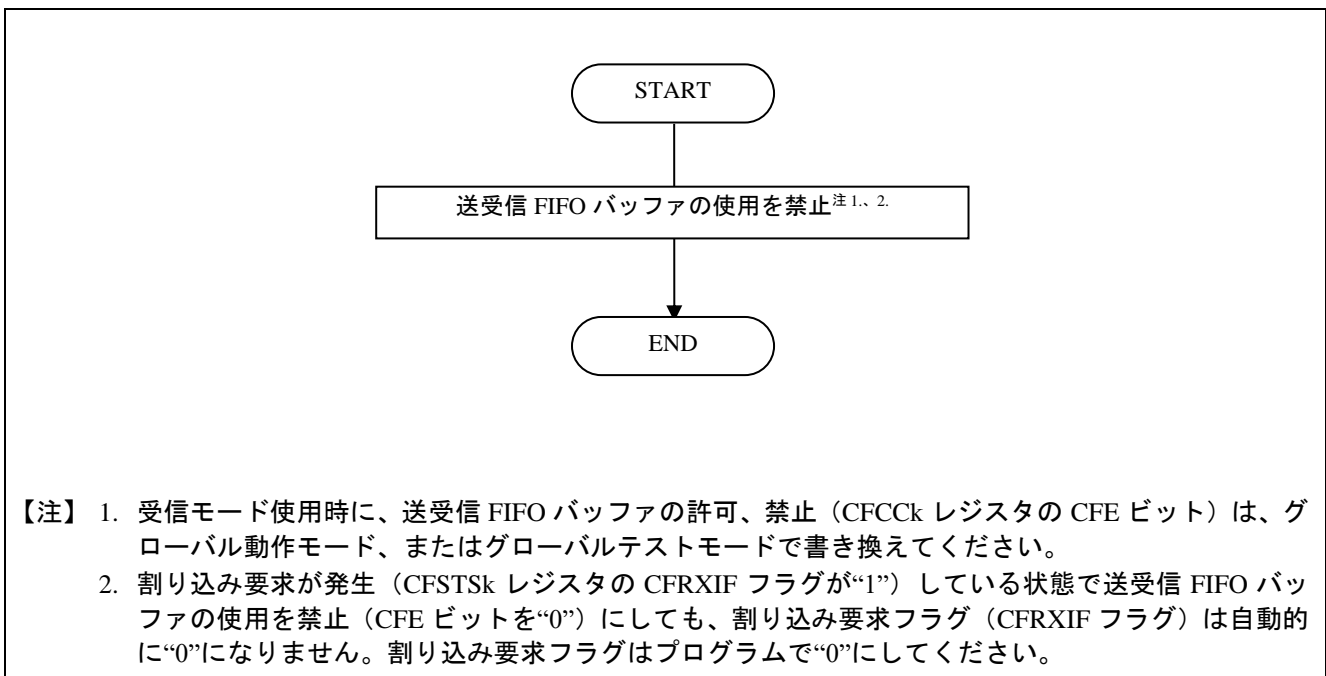 START
送受信 FIFO バッファの使用を禁止注 1.、2.
END
【注】 1. 受信モード使用時に、送受信 FIFO バッファの許可、禁止（CFCCk レジスタの CFE ビット）は、グ
ローバル動作モード、またはグローバルテストモードで書き換えてください。
2. 割り込み要求が発生（CFSTSk レジスタの CFRXIF フラグが“1”）している状態で送受信 FIFO バッ
ファの使用を禁止（CFE ビットを“0”）にしても、割り込み要求フラグ（CFRXIF フラグ）は自動的
に“0”になりません。割り込み要求フラグはプログラムで“0”にしてください。